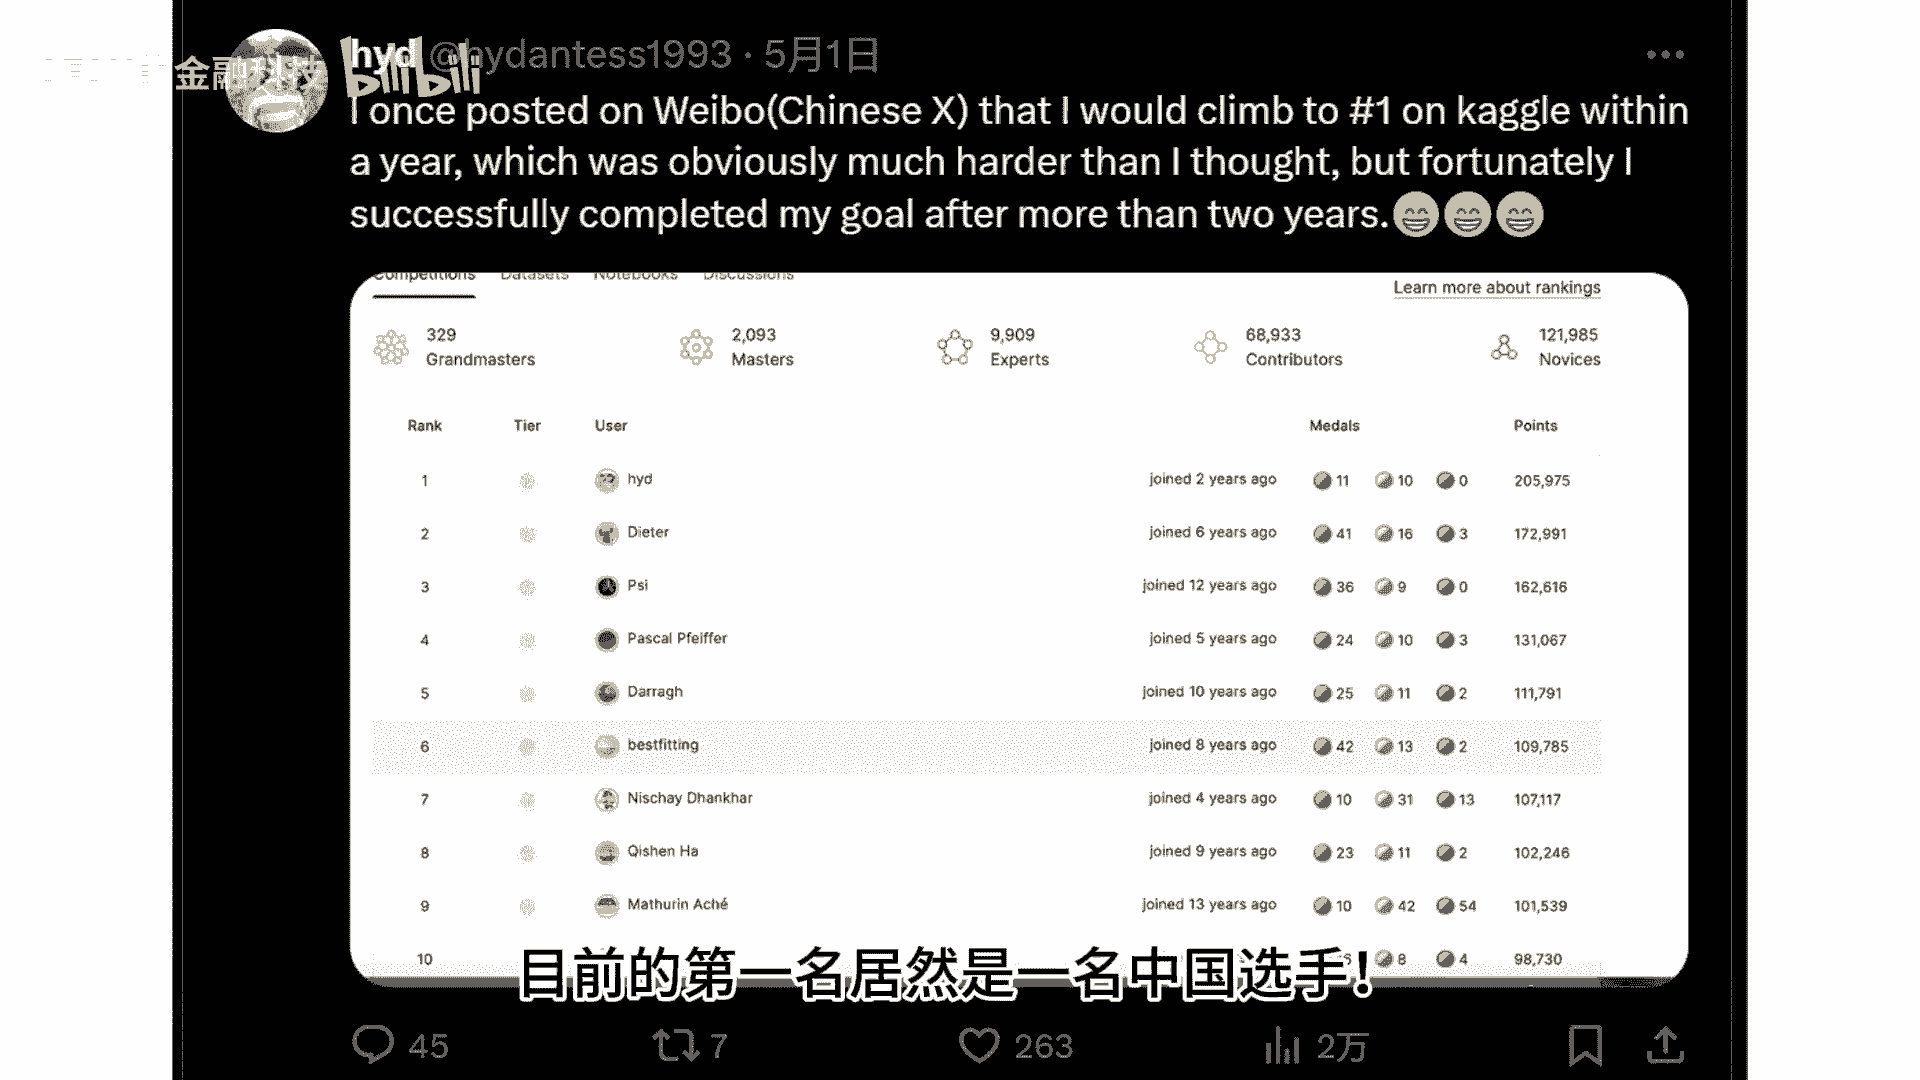 hyd @hydantess1993 · 5月1日
金融科技
bilibili
I once posted on Weibo(Chinese X) that I would climb to #1 on kaggle within
a year, which was obviously much harder than I thought, but fortunately I
successfully completed my goal after more than two years.😁😁😁
Competitions Datasets Notebooks Discussions
Learn more about rankings
329 2,093 9,909 68,933 121,985
Grandmasters Masters Experts Contributors Novices
Rank Tier User Medals Points
1 hyd joined 2 years ago 11 10 0 205,975
2 Dieter joined 6 years ago 41 16 3 172,991
3 Psi joined 12 years ago 36 9 0 162,616
4 Pascal Pfeiffer joined 5 years ago 24 10 3 131,067
5 Darragh joined 10 years ago 25 11 2 111,791
6 bestfitting joined 8 years ago 42 13 2 109,785
7 Nischay Dhankhar joined 4 years ago 10 31 13 107,117
8 Qishen Ha joined 9 years ago 23 11 2 102,246
9 Mathurin Aché joined 13 years ago 10 42 54 101,539
10 8 4 98,730
目前的第一名居然是一名中国选手!
45 7 263 2万